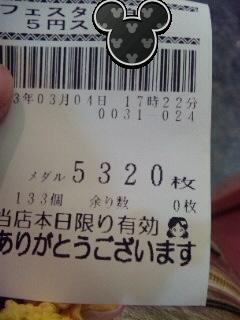 フェスタ
5円ス
3年03月04日 17時22分
0031-024
メダル 5320枚
133個 余り数 0枚
当店本日限り有効
ありがとうございます